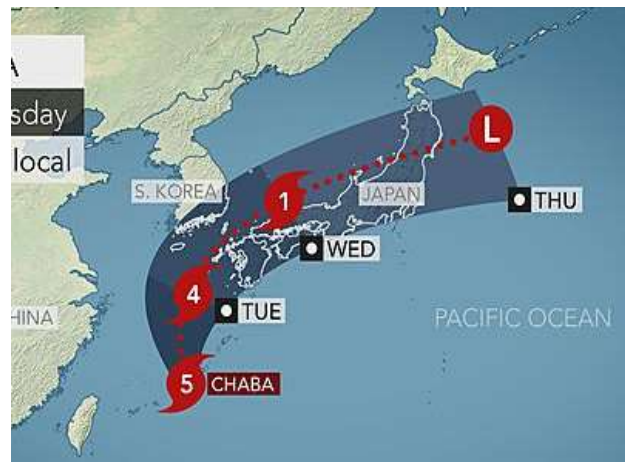 A
sday
local
S. KOREA
1
JAPAN
L
THU
WED
4
TUE
HINA
PACIFIC OCEAN
5
CHABA